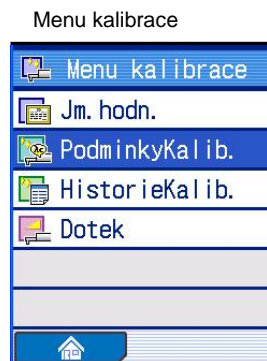 Menu kalibrace
Menu kalibrace
Jm. hodn.
PodminkyKalib.
HistorieKalib.
Dotek